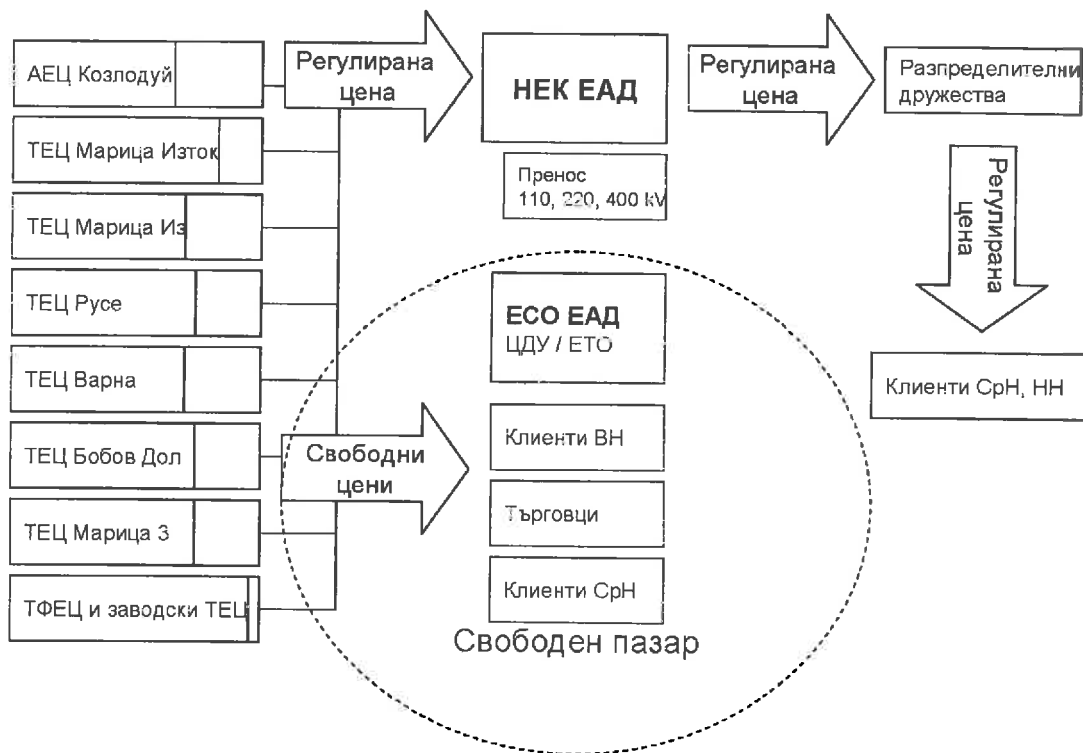 АЕЦ Козлодуй
ТЕЦ Марица Изток
ТЕЦ Марица Из
ТЕЦ Русе
ТЕЦ Варна
ТЕЦ Бобов Дол
ТЕЦ Марица 3
ТФЕЦ и заводски ТЕЦ
Регулирана
цена
НЕК ЕАД
Пренос
110, 220, 400 kV
Регулирана
цена
Разпределителни
дружества
Регулирана
цена
Клиенти СрН, НН
ЕСО ЕАД
ЦДУ / ЕТО
Свободни
цени
Клиенти ВН
Търговци
Клиенти СрН
Свободен пазар